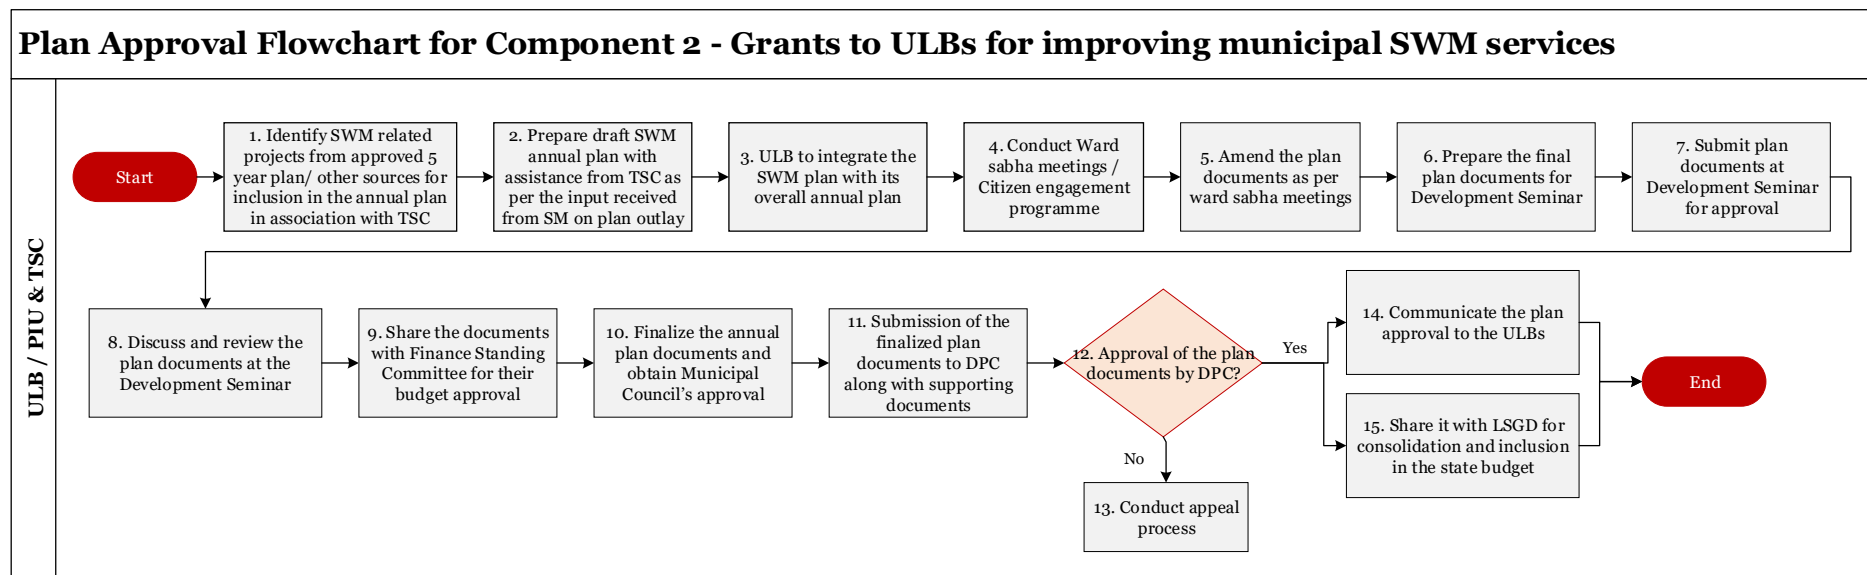 Plan Approval Flowchart for Component 2 - Grants to ULBs for improving municipal SWM services
ULB / PIU & TSC
Start
1. Identify SWM related
projects from approved 5
year plan/ other sources for
inclusion in the annual plan
in association with TSC
2. Prepare draft SWM
annual plan with
assistance from TSC as
per the input received
from SM on plan outlay
3. ULB to integrate the
SWM plan with its
overall annual plan
4. Conduct Ward
sabha meetings /
Citizen engagement
programme
5. Amend the plan
documents as per
ward sabha meetings
6. Prepare the final
plan documents for
Development Seminar
7. Submit plan
documents at
Development Seminar
for approval
8. Discuss and review the
plan documents at the
Development Seminar
9. Share the documents
with Finance Standing
Committee for their
budget approval
10. Finalize the annual
plan documents and
obtain Municipal
Council's approval
11. Submission of the
finalized plan
documents to DPC
along with supporting
documents
12. Approval of the plan
documents by DPC?
Yes
No
13. Conduct appeal
process
14. Communicate the plan
approval to the ULBs
15. Share it with LSGD for
consolidation and inclusion
in the state budget
End